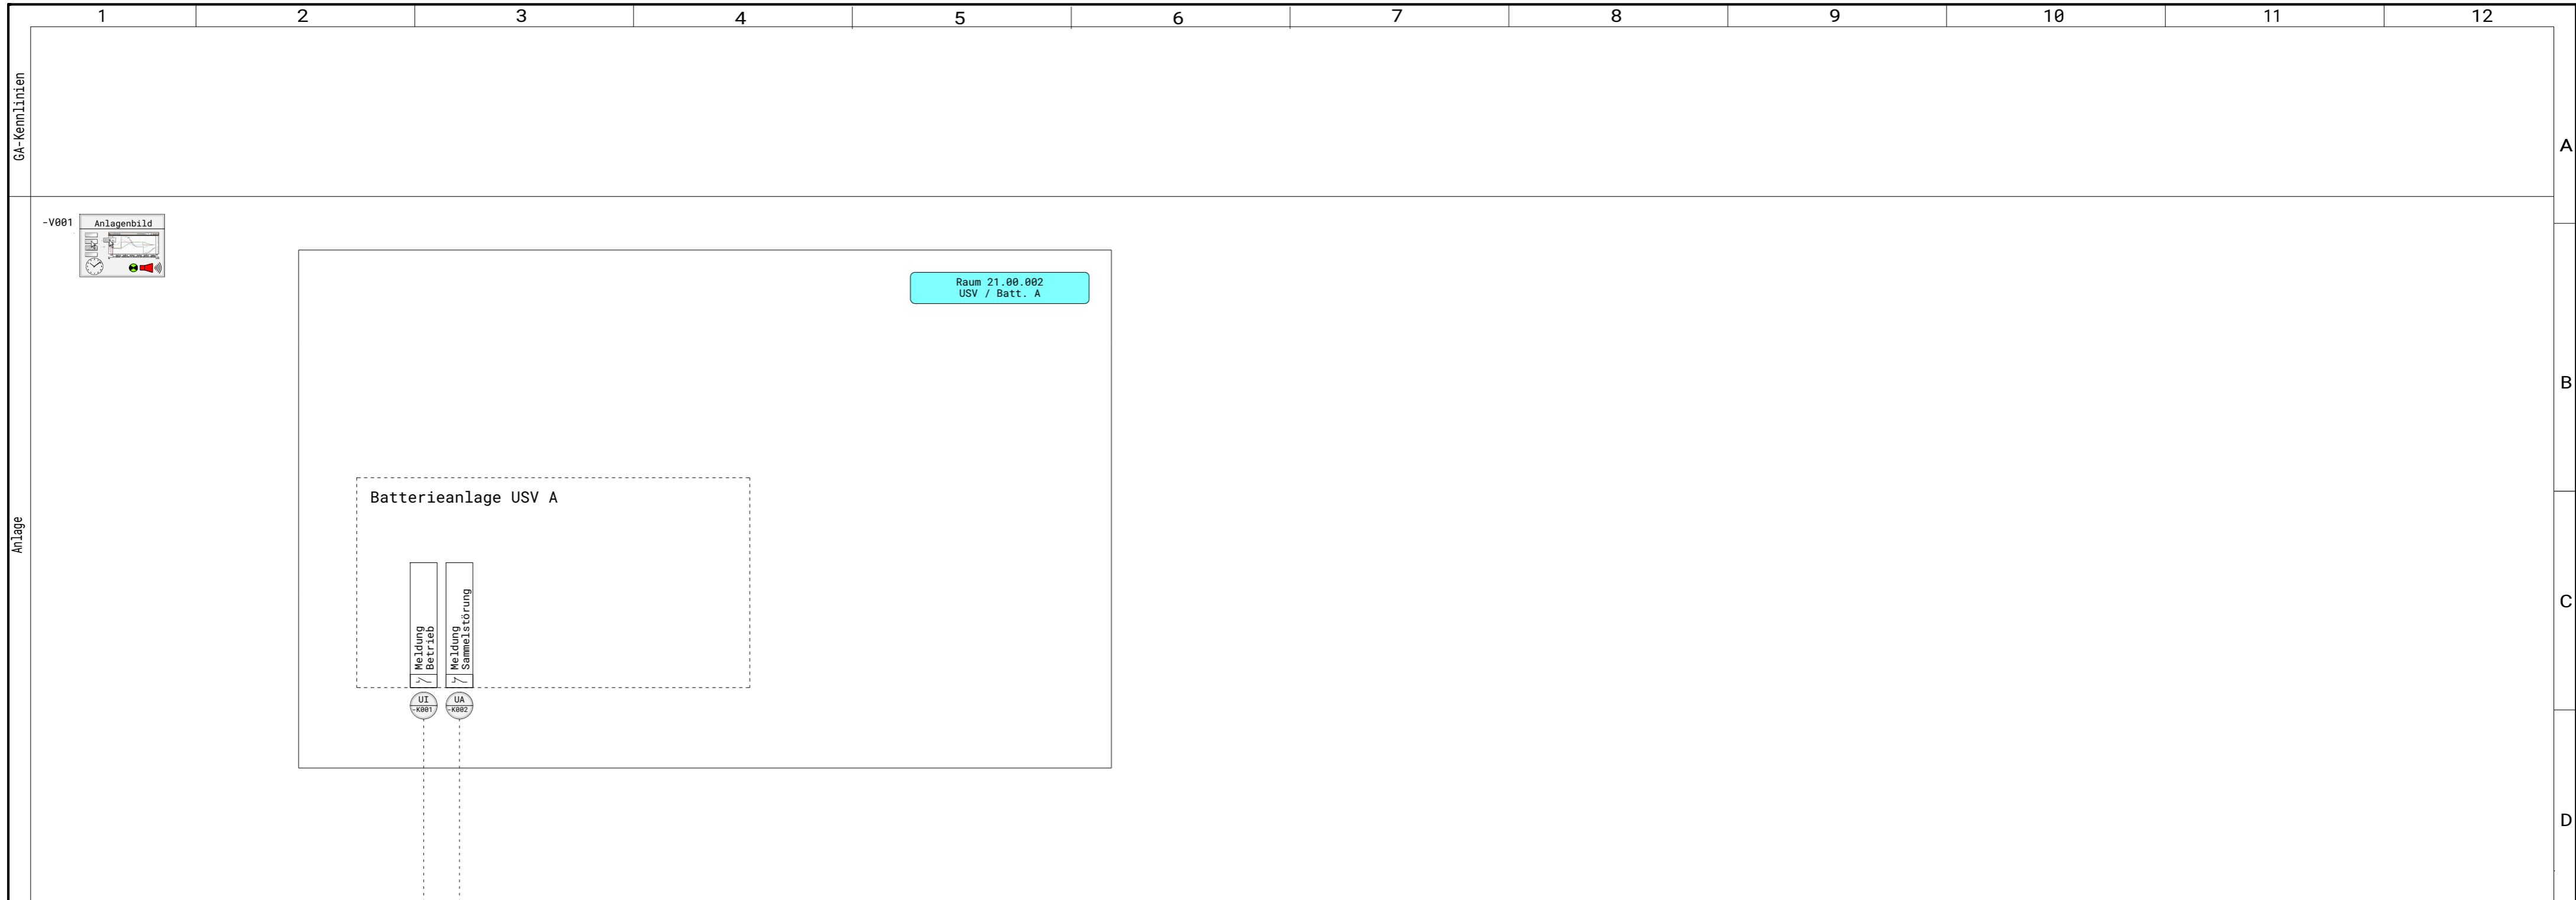 1
2
3
4
5
6
7
8
9
10
11
12
GA-Kennlinien
A
-V001
Anlagenbild
Raum 21.00.002
USV / Batt. A
B
Batterieanlage USV A
Anlage
Meldung
Betrieb
Meldung
Sammelstörung
C
UI
-K001
UA
-K002
D